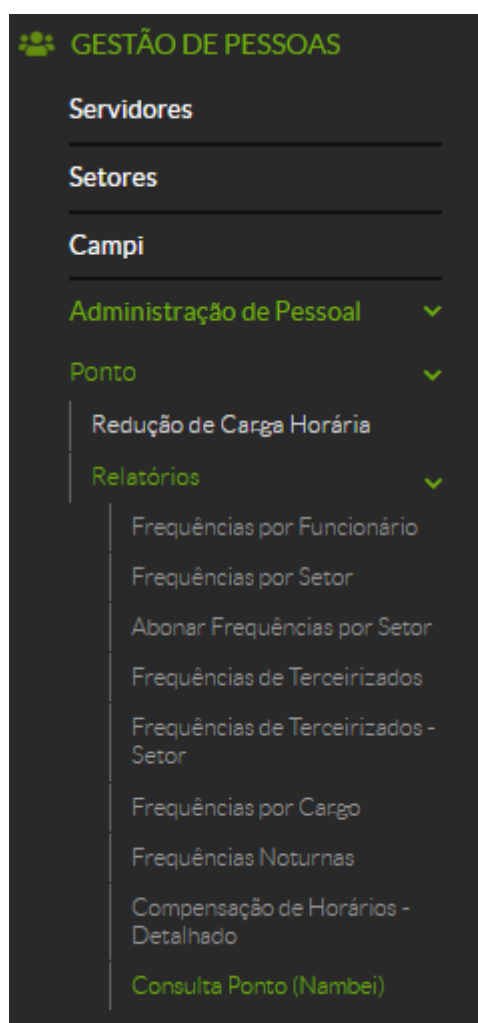 GESTÃO DE PESSOAS
Servidores
Setores
Campi
Administração de Pessoal
Ponto
Redução de Carga Horária
Relatórios
Frequências por Funcionário
Frequências por Setor
Abonar Frequências por Setor
Frequências de Terceirizados
Frequências de Terceirizados -
Setor
Frequências por Cargo
Frequências Noturnas
Compensação de Horários -
Detalhado
Consulta Ponto (Nambei)